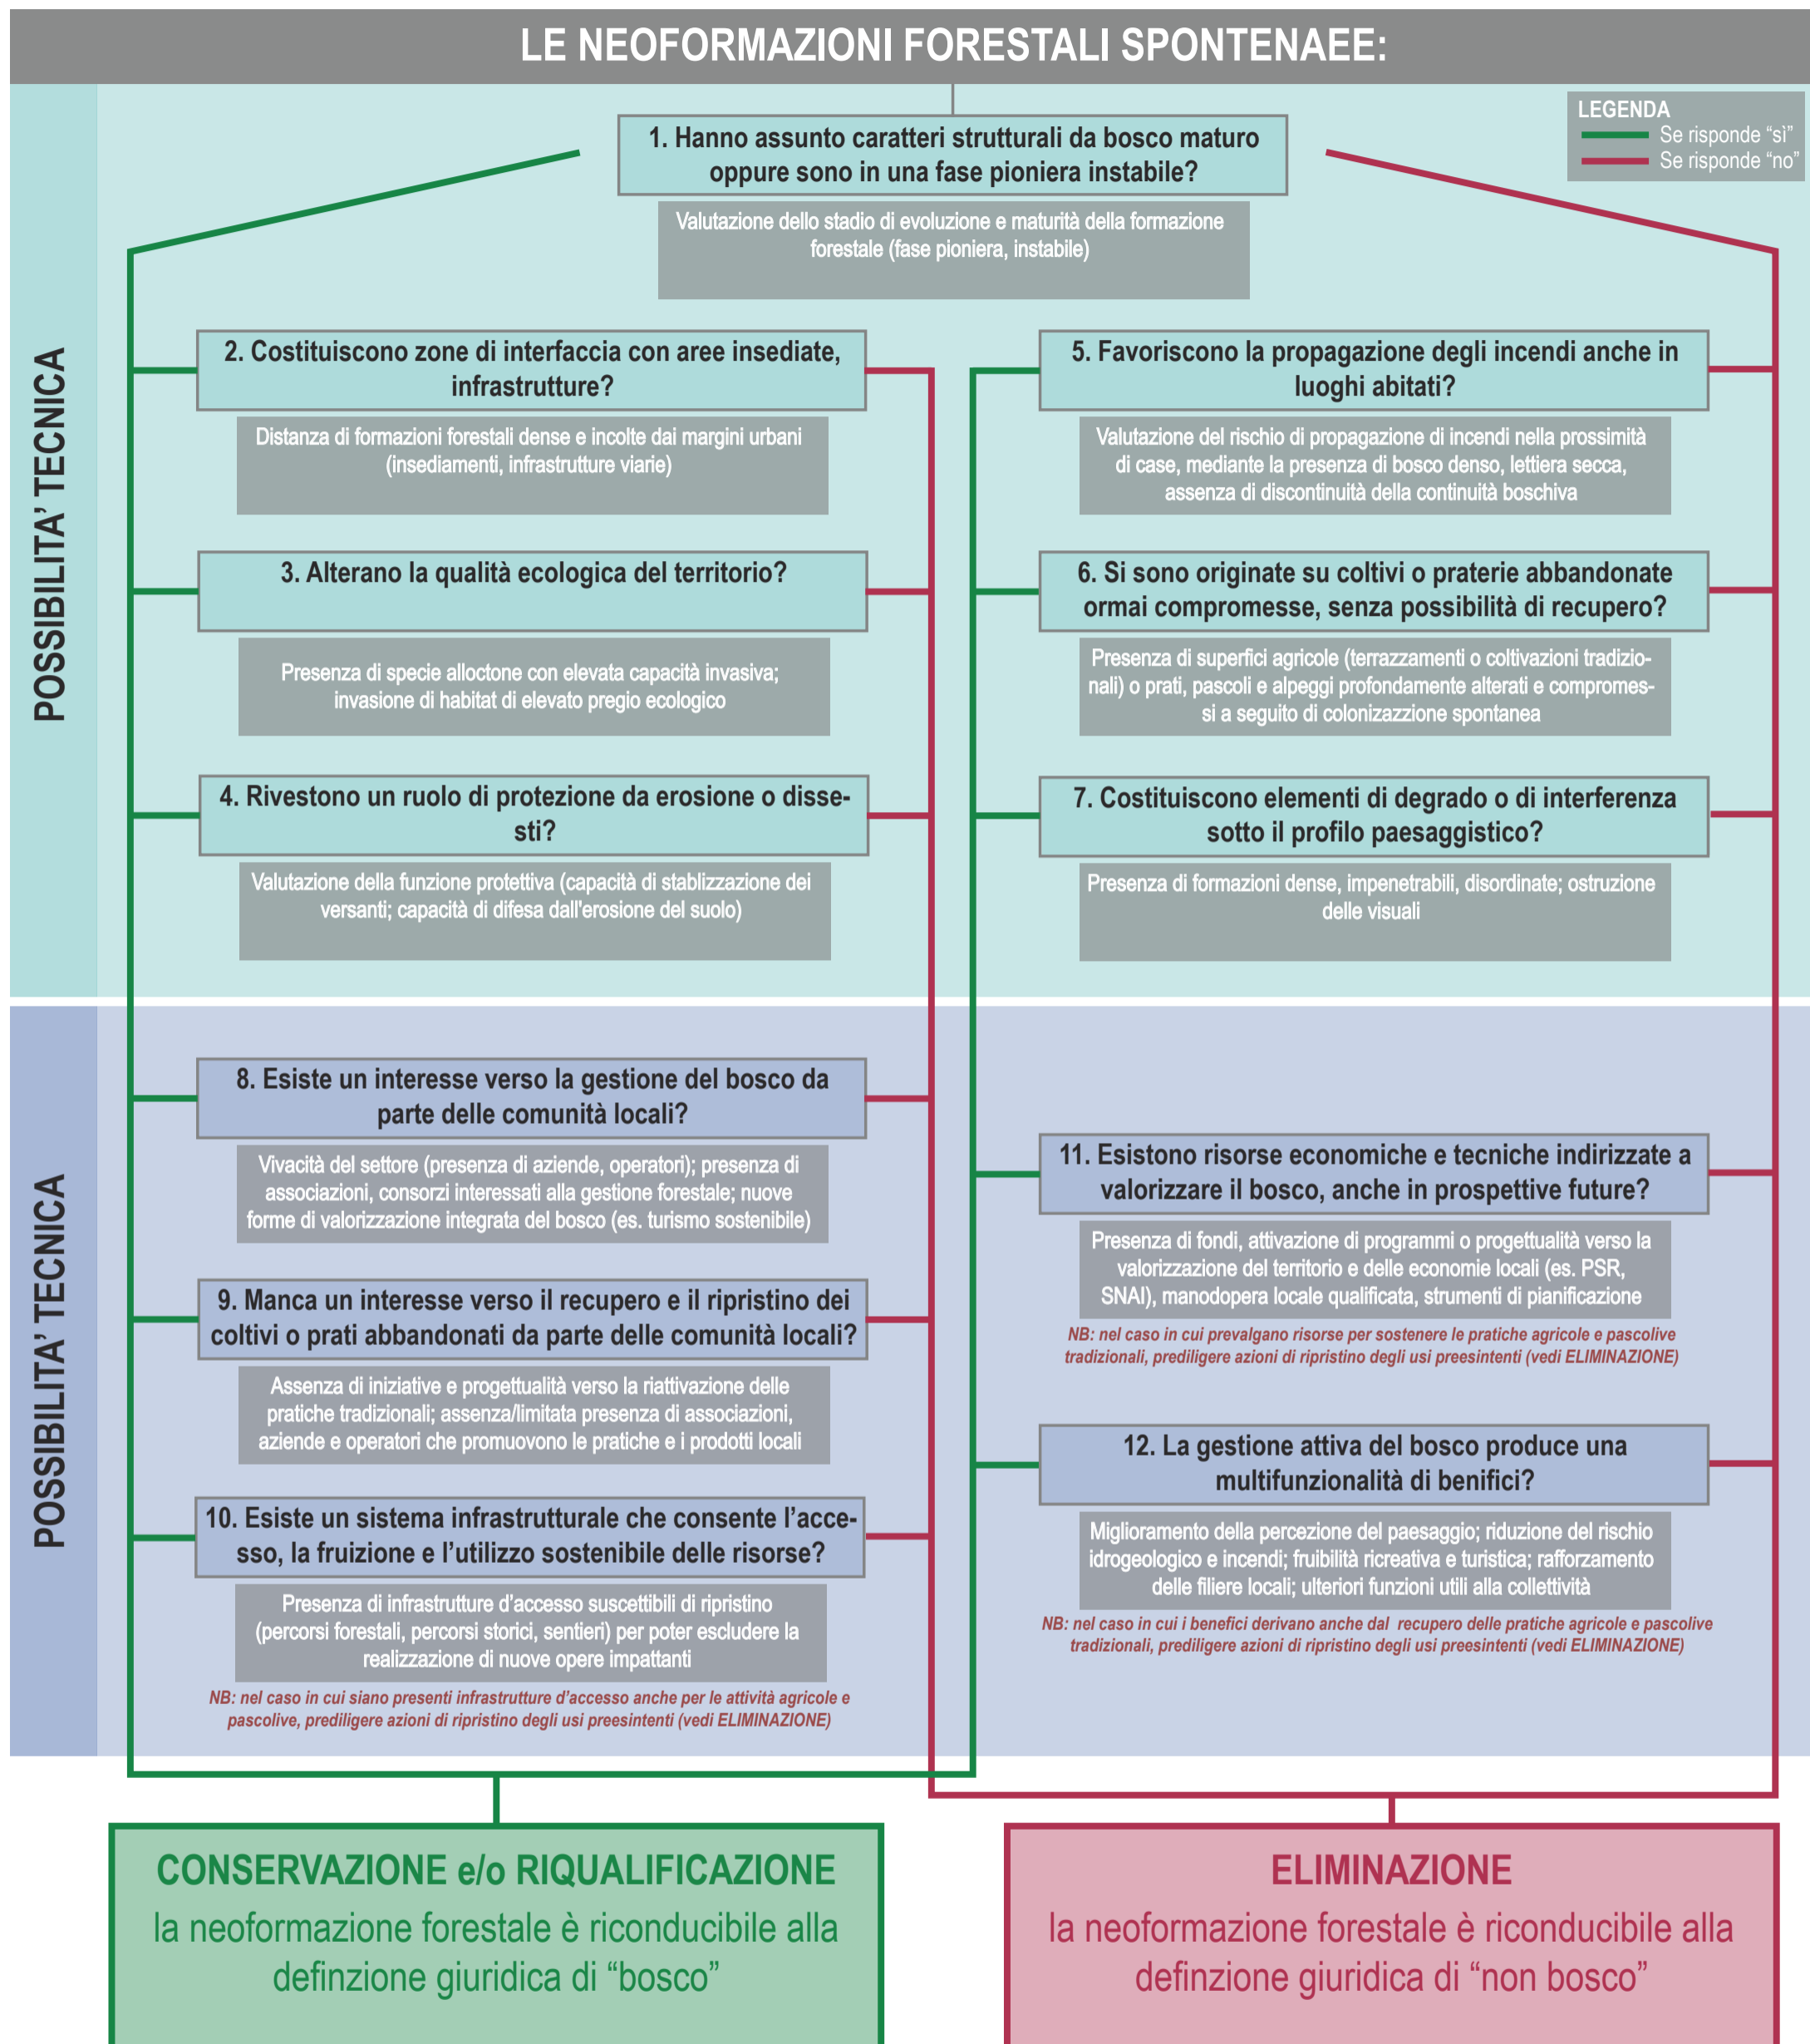 LE NEOFORMAZIONI FORESTALI SPONTENAEE:
LEGENDA
Se risponde “sì”
Se risponde “no”
POSSIBILITA’ TECNICA
1. Hanno assunto caratteri strutturali da bosco maturo
oppure sono in una fase pioniera instabile?
Valutazione dello stadio di evoluzione e maturità della formazione
forestale (fase pioniera, instabile)
2. Costituiscono zone di interfaccia con aree insediate,
infrastrutture?
Distanza di formazioni forestali dense e incolte dai margini urbani
(insediamenti, infrastrutture viarie)
3. Alterano la qualità ecologica del territorio?
Presenza di specie alloctone con elevata capacità invasiva;
invasione di habitat di elevato pregio ecologico
4. Rivestono un ruolo di protezione da erosione o disse-
sti?
Valutazione della funzione protettiva (capacità di stablizzazione dei
versanti; capacità di difesa dall'erosione del suolo)
5. Favoriscono la propagazione degli incendi anche in
luoghi abitati?
Valutazione del rischio di propagazione di incendi nella prossimità
di case, mediante la presenza di bosco denso, lettiera secca,
assenza di discontinuità della continuità boschiva
6. Si sono originate su coltivi o praterie abbandonate
ormai compromesse, senza possibilità di recupero?
Presenza di superfici agricole (terrazzamenti o coltivazioni tradizio-
nali) o prati, pascoli e alpeggi profondamente alterati e compromes-
si a seguito di colonizazzione spontanea
7. Costituiscono elementi di degrado o di interferenza
sotto il profilo paesaggistico?
Presenza di formazioni dense, impenetrabili, disordinate; ostruzione
delle visuali
POSSIBILITA’ TECNICA
8. Esiste un interesse verso la gestione del bosco da
parte delle comunità locali?
Vivacità del settore (presenza di aziende, operatori); presenza di
associazioni, consorzi interessati alla gestione forestale; nuove
forme di valorizzazione integrata del bosco (es. turismo sostenibile)
9. Manca un interesse verso il recupero e il ripristino dei
coltivi o prati abbandonati da parte delle comunità locali?
Assenza di iniziative e progettualità verso la riattivazione delle
pratiche tradizionali; assenza/limitata presenza di associazioni,
aziende e operatori che promuovono le pratiche e i prodotti locali
10. Esiste un sistema infrastrutturale che consente l’acce-
sso, la fruizione e l’utilizzo sostenibile delle risorse?
Presenza di infrastrutture d’accesso suscettibili di ripristino
(percorsi forestali, percorsi storici, sentieri) per poter escludere la
realizzazione di nuove opere impattanti
NB: nel caso in cui siano presenti infrastrutture d’accesso anche per le attività agricole e
pascolive, prediligere azioni di ripristino degli usi preesintenti (vedi ELIMINAZIONE)
11. Esistono risorse economiche e tecniche indirizzate a
valorizzare il bosco, anche in prospettive future?
Presenza di fondi, attivazione di programmi o progettualità verso la
valorizzazione del territorio e delle economie locali (es. PSR,
SNAI), manodopera locale qualificata, strumenti di pianificazione
NB: nel caso in cui prevalgano risorse per sostenere le pratiche agricole e pascolive
tradizionali, prediligere azioni di ripristino degli usi preesintenti (vedi ELIMINAZIONE)
12. La gestione attiva del bosco produce una
multifunzionalità di benifici?
Miglioramento della percezione del paesaggio; riduzione del rischio
idrogeologico e incendi; fruibilità ricreativa e turistica; rafforzamento
delle filiere locali; ulteriori funzioni utili alla collettività
NB: nel caso in cui i benefici derivano anche dal recupero delle pratiche agricole e pascolive
tradizionali, prediligere azioni di ripristino degli usi preesintenti (vedi ELIMINAZIONE)
CONSERVAZIONE e/o RIQUALIFICAZIONE
la neoformazione forestale è riconducibile alla
definzione giuridica di “bosco”
ELIMINAZIONE
la neoformazione forestale è riconducibile alla
definzione giuridica di “non bosco”